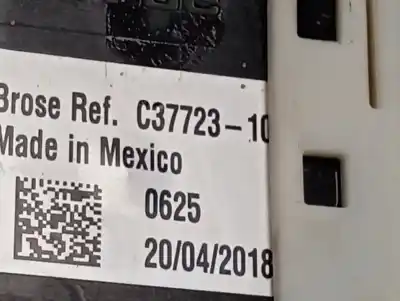 Brose Ref. C37723-10
Made in Mexico
0625
20/04/2018